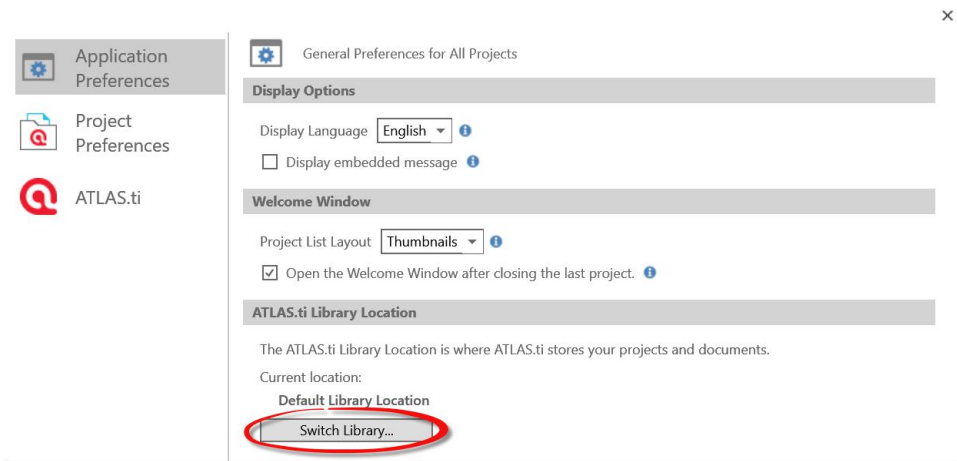 Application
Preferences
Project
Preferences
ATLAS.ti
General Preferences for All Projects
Display Options
Display Language English
Display embedded message
Welcome Window
Project List Layout Thumbnails
Open the Welcome Window after closing the last project.
ATLAS.ti Library Location
The ATLAS.ti Library Location is where ATLAS.ti stores your projects and documents.
Current location:
Default Library Location
Switch Library...